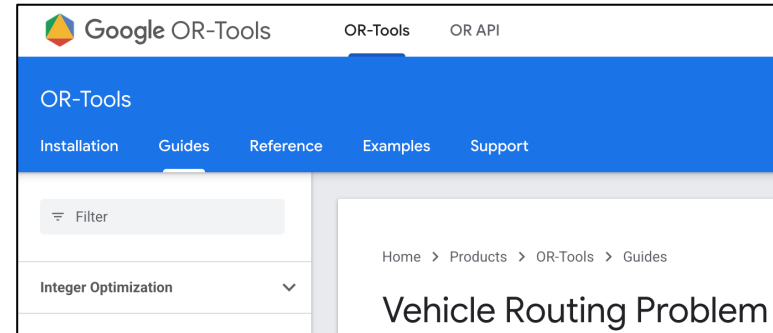 Google OR-Tools OR-Tools OR API
OR-Tools
Installation Guides Reference Examples Support
Filter
Home > Products > OR-Tools > Guides
Integer Optimization
Vehicle Routing Problem